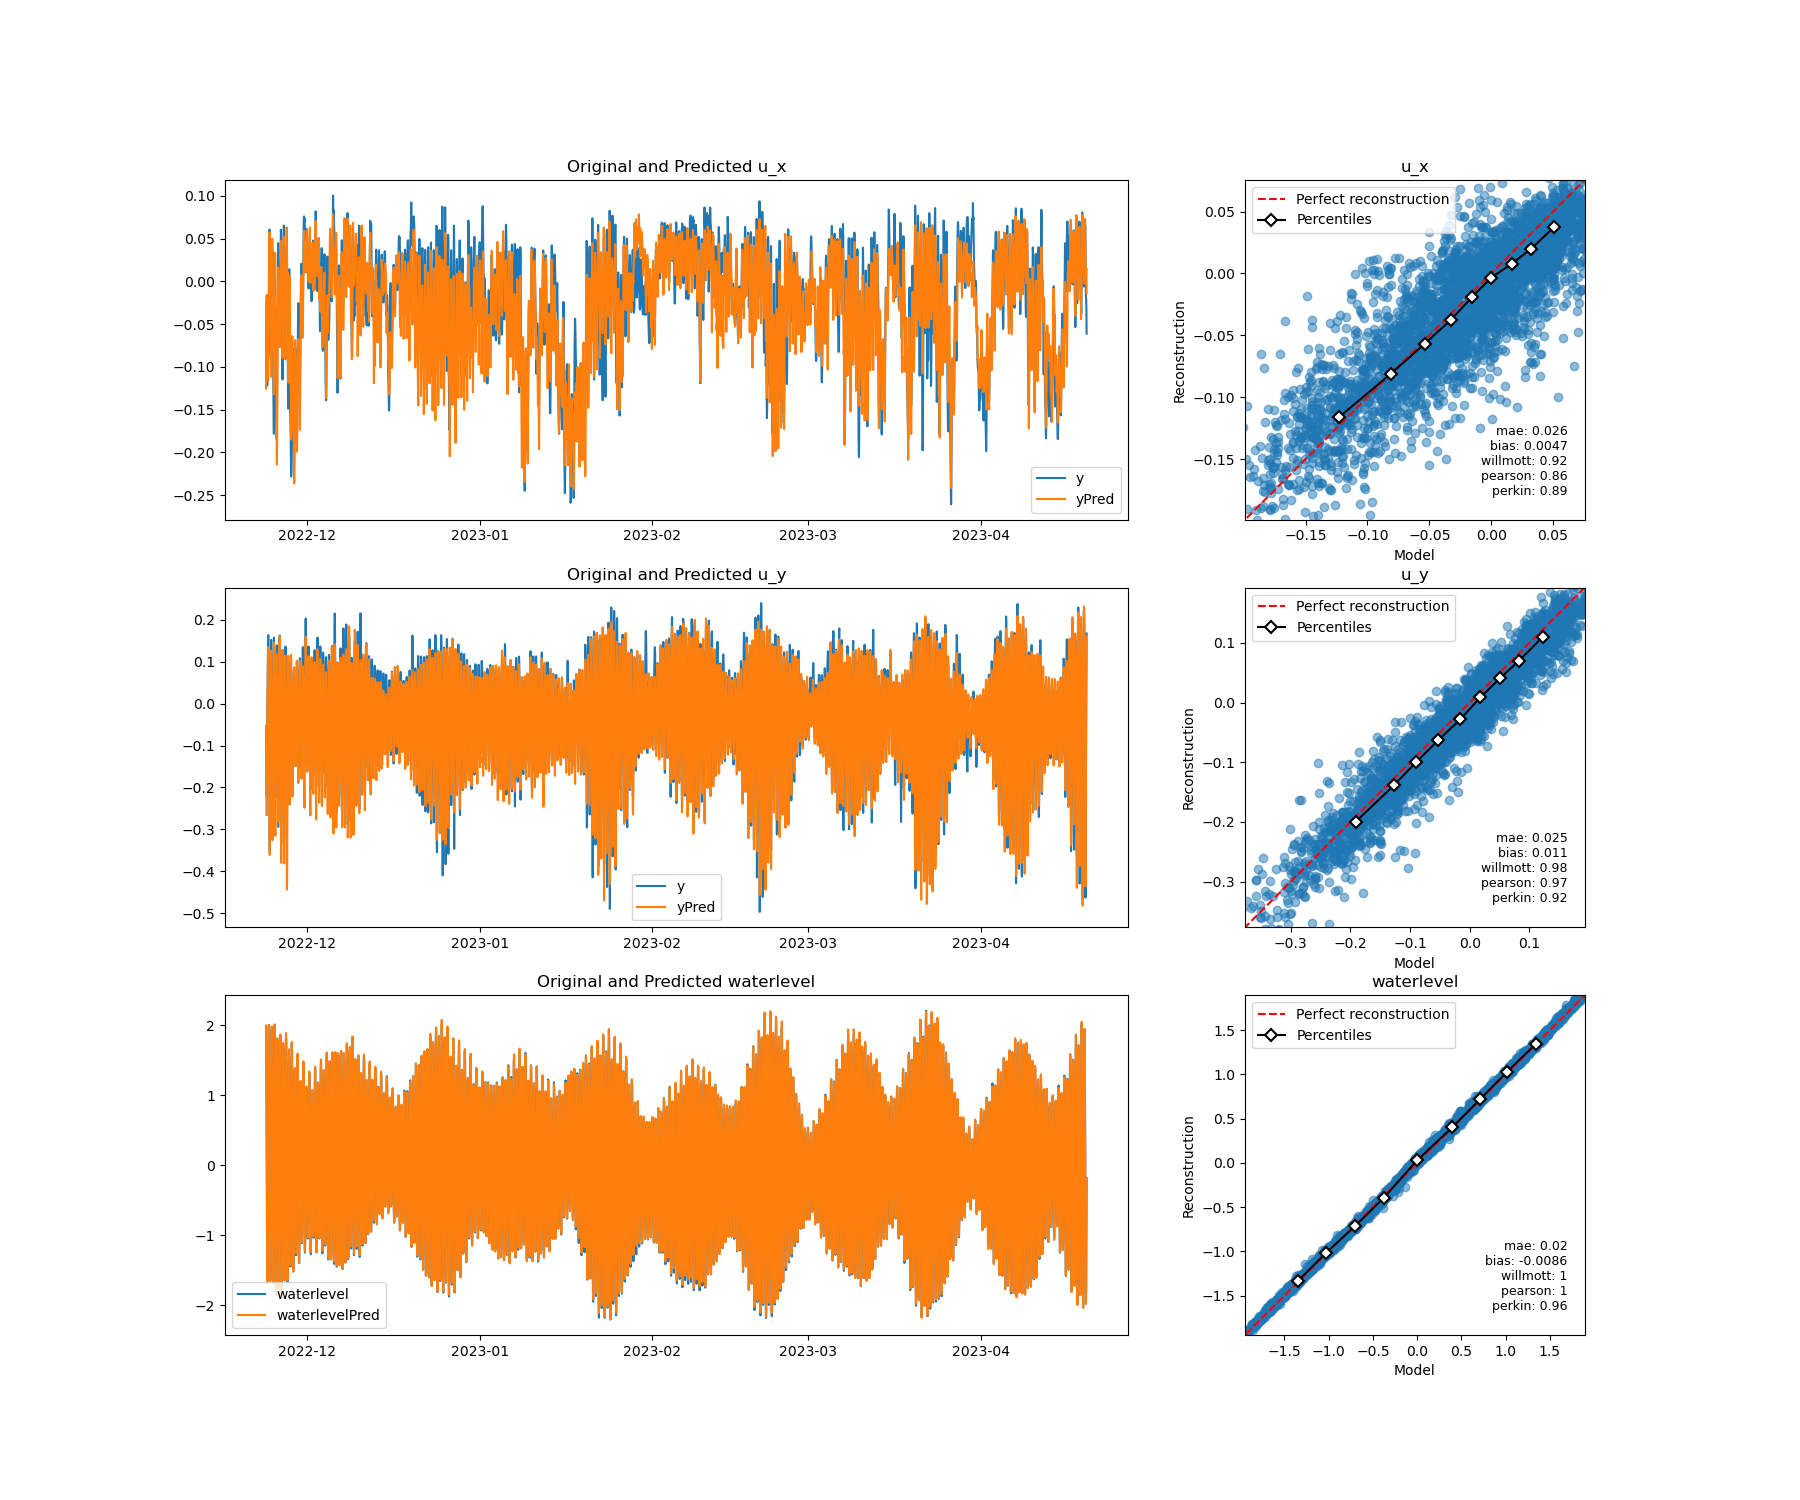 Original and Predicted u_x
0.10
0.05
0.00
−0.05
−0.10
−0.15
−0.20
−0.25
y
yPred
2022-12 2023-01 2023-02 2023-03 2023-04
u_x
Perfect reconstruction
Percentiles
Reconstruction
0.05
0.00
−0.05
−0.10
−0.15
mae: 0.026
bias: 0.0047
willmott: 0.92
pearson: 0.86
perkin: 0.89
−0.15 −0.10 −0.05 0.00 0.05
Model
Original and Predicted u_y
0.2
0.1
0.0
−0.1
−0.2
−0.3
−0.4
−0.5
y
yPred
2022-12 2023-01 2023-02 2023-03 2023-04
u_y
Perfect reconstruction
Percentiles
Reconstruction
0.1
0.0
−0.1
−0.2
−0.3
mae: 0.025
bias: 0.011
willmott: 0.98
pearson: 0.97
perkin: 0.92
−0.3 −0.2 −0.1 0.0 0.1
Model
Original and Predicted waterlevel
2
1
0
−1
−2
waterlevel
waterlevelPred
2022-12 2023-01 2023-02 2023-03 2023-04
waterlevel
Perfect reconstruction
Percentiles
Reconstruction
1.5
1.0
0.5
0.0
−0.5
−1.0
−1.5
mae: 0.02
bias: -0.0086
willmott: 1
pearson: 1
perkin: 0.96
−1.5 −1.0 −0.5 0.0 0.5 1.0 1.5
Model